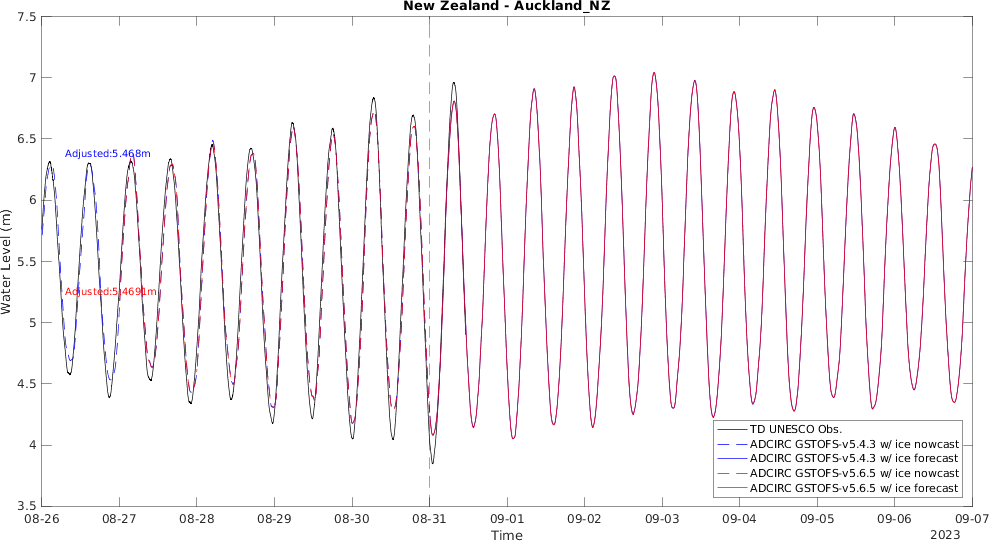 New Zealand - Auckland_NZ
7.5
7
6.5
6
5.5
5
4.5
4
3.5
Water Level (m)
Adjusted:5.468m
Adjusted:5.4691m
TD UNESCO Obs.
ADCIRC GSTOFS-v5.4.3 w/ ice nowcast
ADCIRC GSTOFS-v5.4.3 w/ ice forecast
ADCIRC GSTOFS-v5.6.5 w/ ice nowcast
ADCIRC GSTOFS-v5.6.5 w/ ice forecast
08-26 08-27 08-28 08-29 08-30 08-31 09-01 09-02 09-03 09-04 09-05 09-06 09-07
Time
2023